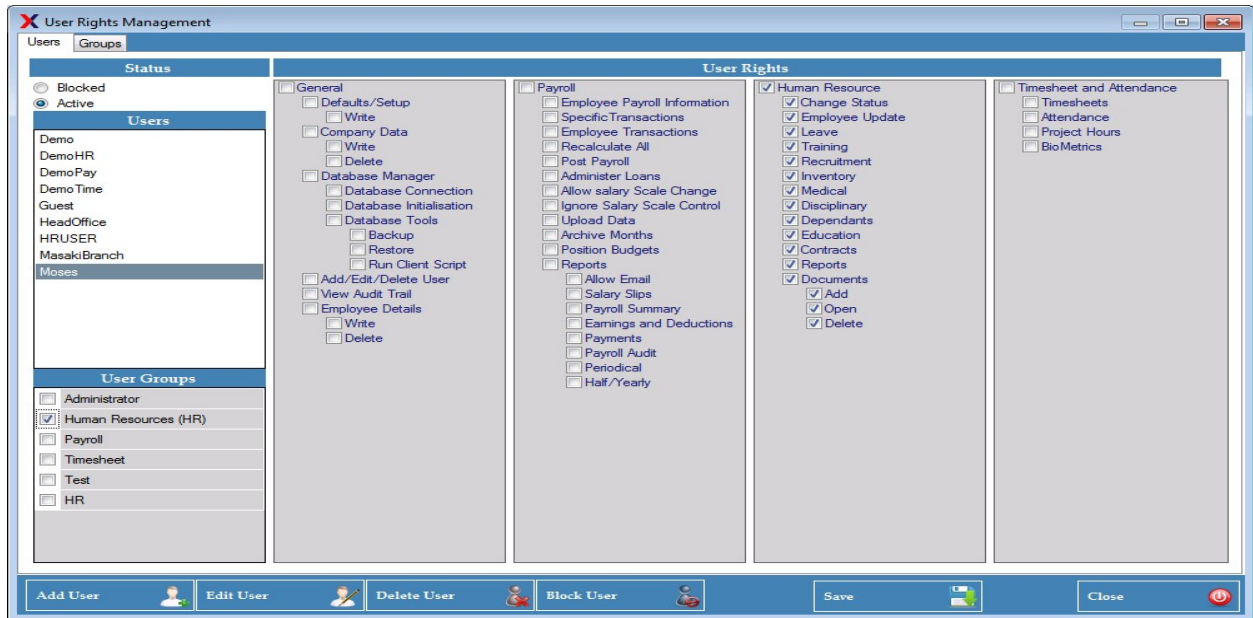 User Rights Management
Users Groups
Status
Blocked
Active
Users
Demo
DemoHR
DemoPay
DemoTime
Guest
HeadOffice
HRUSER
MasakiBranch
Moses
User Groups
Administrator
Human Resources (HR)
Payroll
Timesheet
Test
HR
User Rights
General
Defaults/Setup
Write
Company Data
Write
Delete
Database Manager
Database Connection
Database Initialisation
Database Tools
Backup
Restore
Run Client Script
Add/Edit/Delete User
View Audit Trail
Employee Details
Write
Delete
Payroll
Employee Payroll Information
Specific Transactions
Employee Transactions
Recalculate All
Post Payroll
Administer Loans
Allow salary Scale Change
Ignore Salary Scale Control
Upload Data
Archive Months
Position Budgets
Reports
Allow Email
Salary Slips
Payroll Summary
Earnings and Deductions
Payments
Payroll Audit
Periodical
Half/Yearly
Human Resource
Change Status
Employee Update
Leave
Training
Recruitment
Inventory
Medical
Disciplinary
Dependants
Education
Contracts
Reports
Documents
Add
Open
Delete
Timesheet and Attendance
Timesheets
Attendance
Project Hours
BioMetrics
Add User Edit User Delete User Block User Save Close